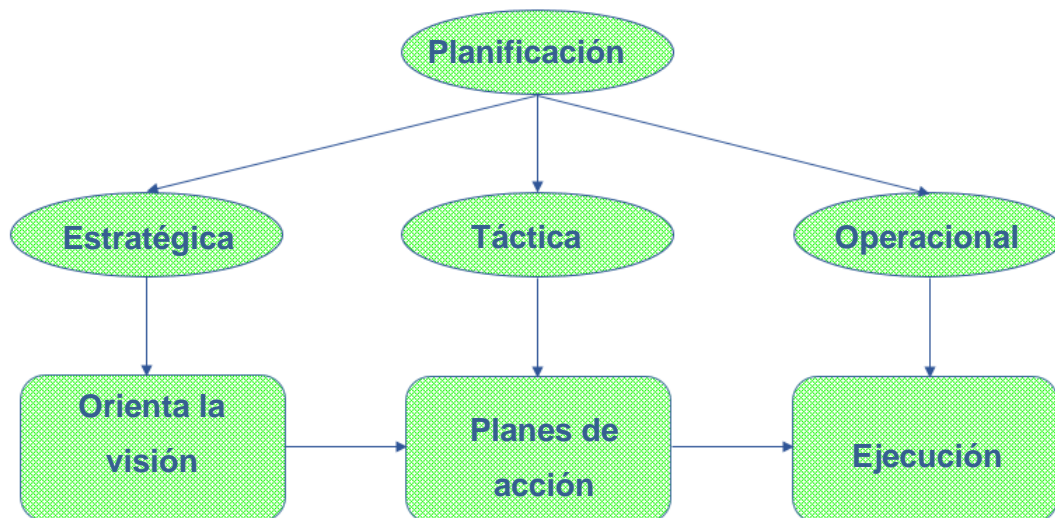 Planificación
Estratégica
Táctica
Operacional
Orienta la
visión
Planes de
acción
Ejecución